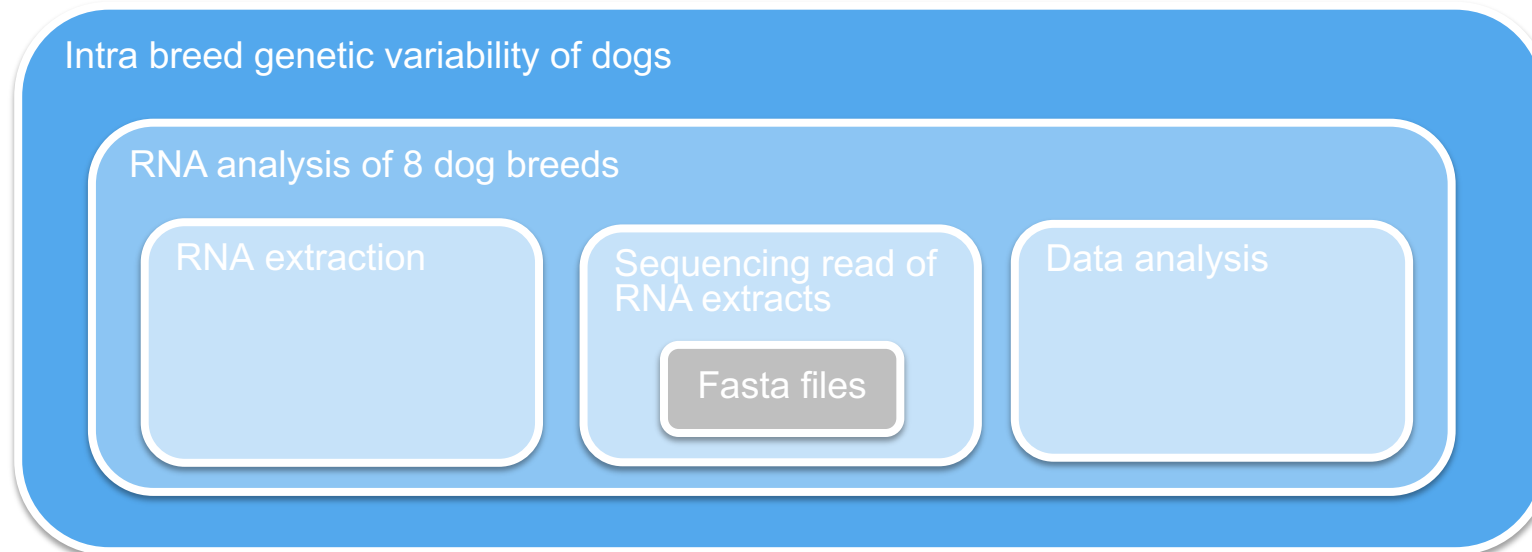 Intra breed genetic variability of dogs
RNA analysis of 8 dog breeds
RNA extraction
Sequencing read of
RNA extracts
Fasta files
Data analysis